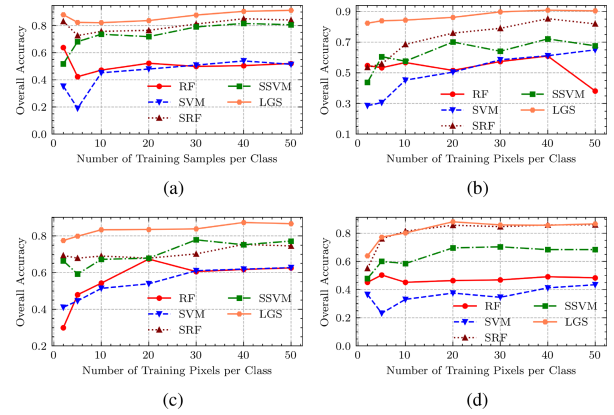 Overall Accuracy
0.8
0.6
0.4
0.2
0.0
RF
SVM
SRF
SSVM
LGS
0 10 20 30 40 50
Number of Training Samples per Class
(a)
Overall Accuracy
0.9
0.7
0.5
0.3
0.1
RF
SVM
SRF
SSVM
LGS
0 10 20 30 40 50
Number of Training Pixels per Class
(b)
Overall Accuracy
0.8
0.6
0.4
0.2
RF
SVM
SRF
SSVM
LGS
0 10 20 30 40 50
Number of Training Pixels per Class
(c)
Overall Accuracy
0.8
0.6
0.4
0.2
0.0
RF
SVM
SRF
SSVM
LGS
0 10 20 30 40 50
Number of Training Pixels per Class
(d)